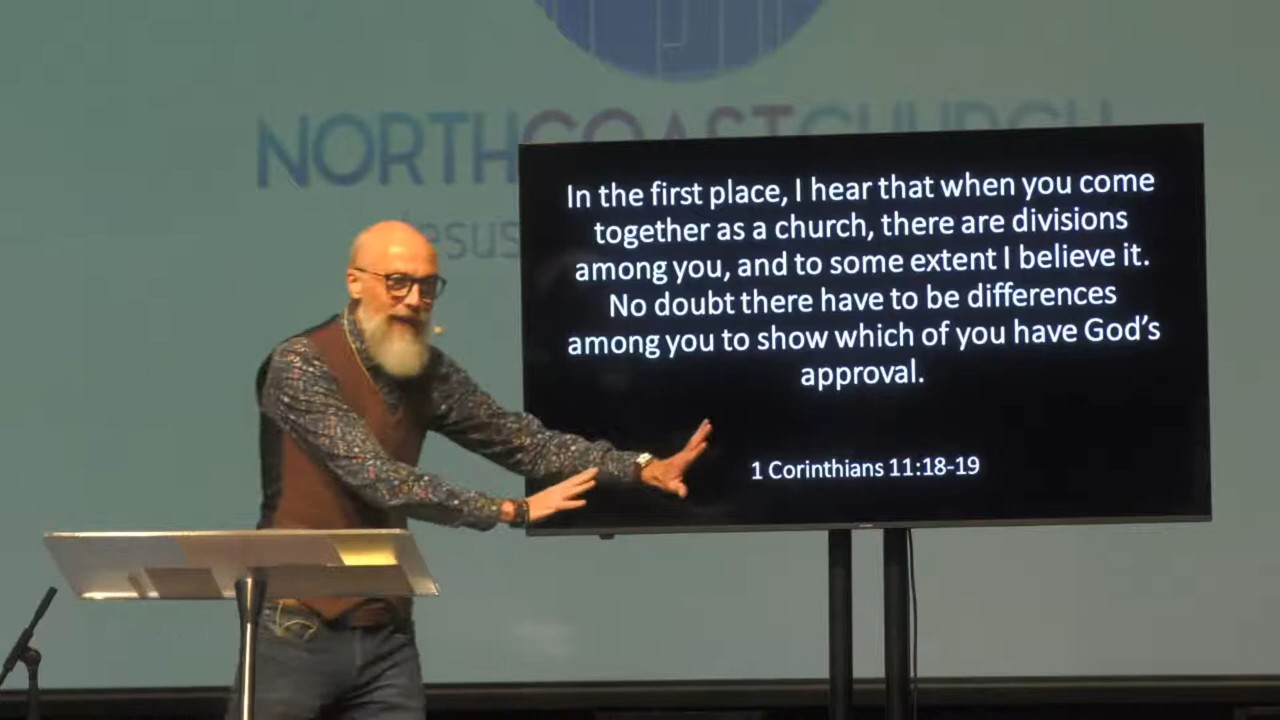 NORTHCOASTCHURCH
In the first place, I hear that when you come
together as a church, there are divisions
among you, and to some extent I believe it.
No doubt there have to be differences
among you to show which of you have God's
approval.
1 Corinthians 11:18-19